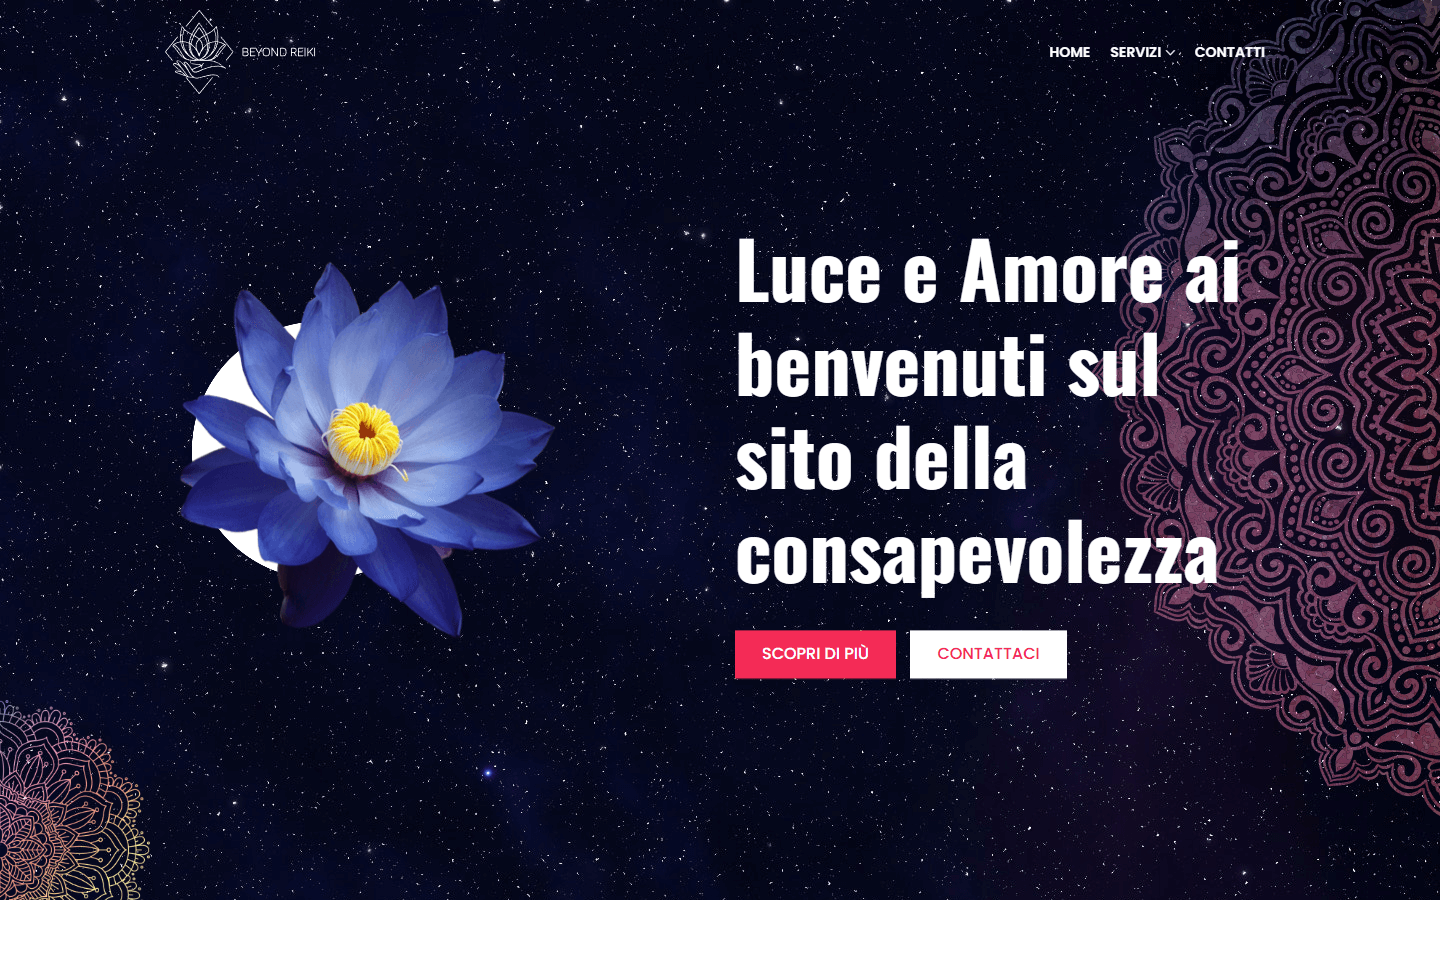 BEYOND REIKI
HOME SERVIZI CONTATTI
Luce e Amore ai
benvenuti sul
sito della
consapevolezza
SCOPRI DI PIÙ CONTATTACI